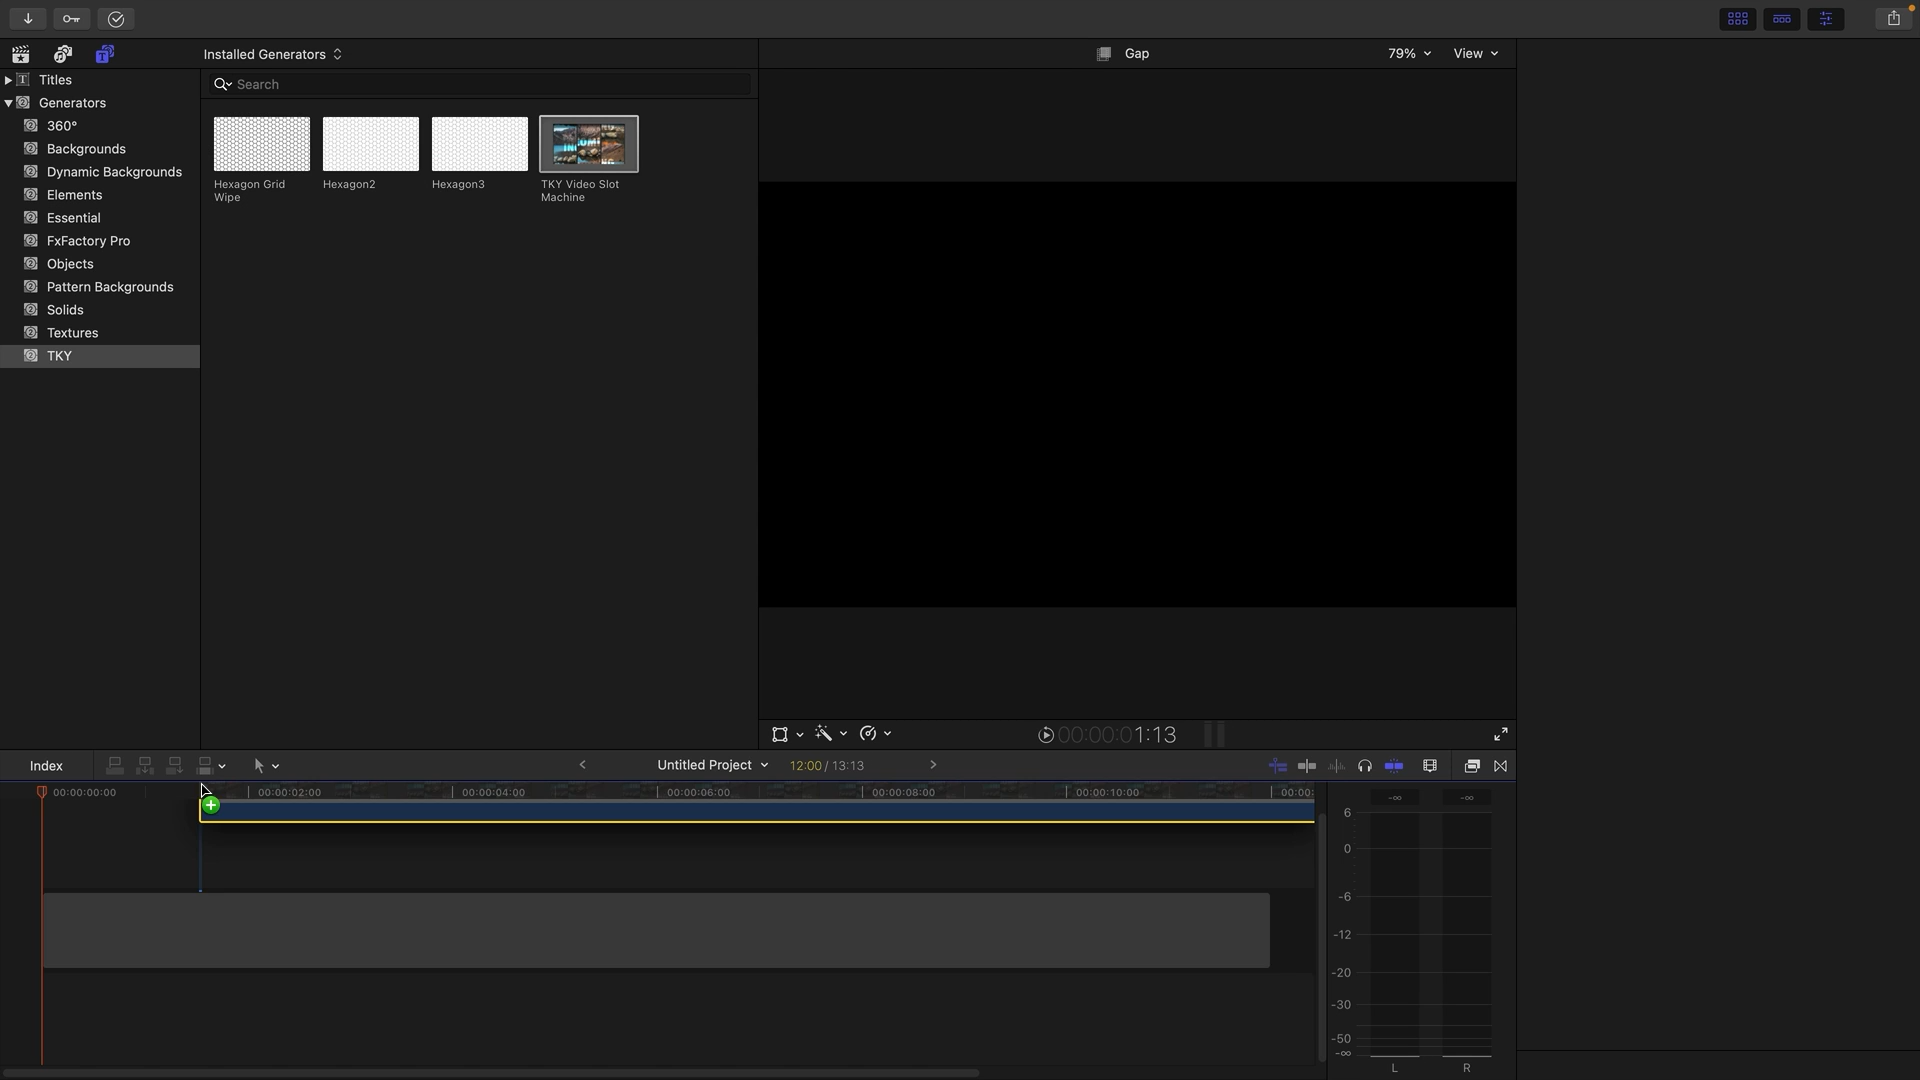 Installed Generators
Gap
79%
View
Titles
Search
Generators
360°
Backgrounds
Dynamic Backgrounds
Elements
Essential
FxFactory Pro
Objects
Pattern Backgrounds
Solids
Textures
TKY
Hexagon Grid
Wipe
Hexagon2
Hexagon3
TKY Video Slot
Machine
00:00:01:13
Index
Untitled Project
12:00 / 13:13
00:00:00:00
00:00:02:00
00:00:04:00
00:00:06:00
00:00:08:00
00:00:10:00
00:00:
-∞
-∞
6
0
-6
-12
-20
-30
-50
-∞
L
R